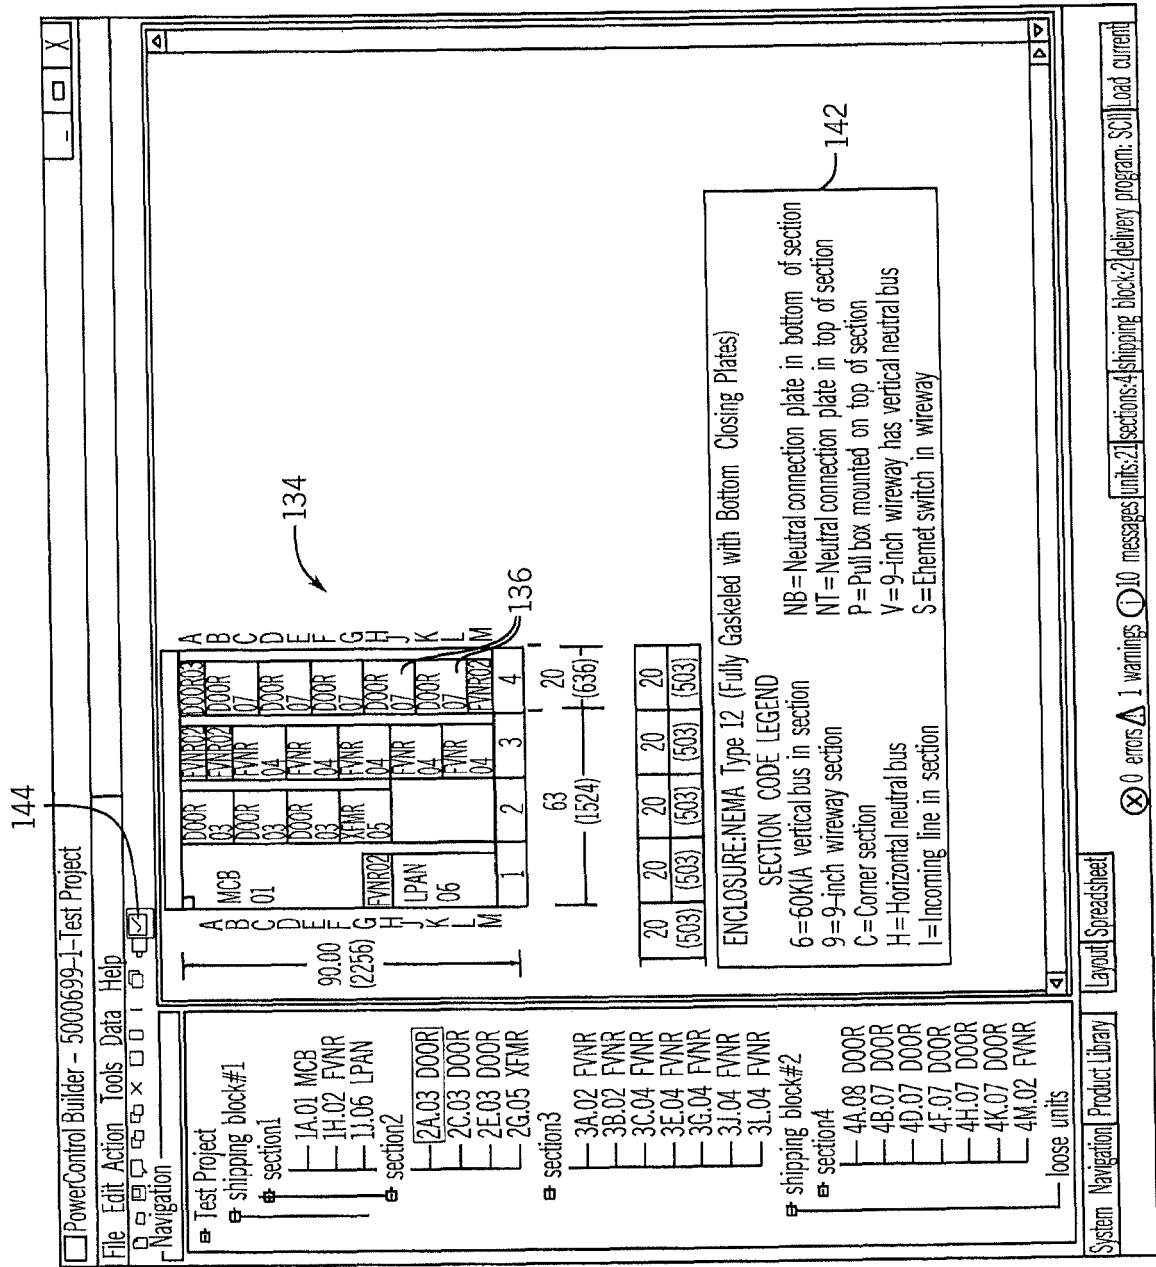 144
PowerControl Builder - 5000699-1-Test Project
_ X
File Edit Action Tools Data Help
Navigation
Test Project
shipping block#1
section1
1A.01 MCB
1H.02 FVNR
1J.06 LPAN
section2
2A.03 DOOR
2C.03 DOOR
2E.03 DOOR
2G.05 XFMR
section3
3A.02 FVNR
3B.02 FVNR
3C.04 FVNR
3E.04 FVNR
3G.04 FVNR
3J.04 FVNR
3L.04 FVNR
shipping block#2
section4
4A.08 DOOR
4B.07 DOOR
4D.07 DOOR
4F.07 DOOR
4H.07 DOOR
4K.07 DOOR
4M.02 FVNR
loose units
System Navigation Product Library
90.00
(2256)
A
B
C
D
E
F
G
H
J
K
L
M
MCB
01
FVNR02
LPAN
06
1
DOOR
03
DOOR
03
DOOR
03
XFMR
05
2
FVNR02
FVNR02
FVNR
04
FVNR
04
FVNR
04
FVNR
04
FVNR
04
3
DOOR03
DOOR
07
DOOR
07
DOOR
07
DOOR
07
DOOR
07
FVNR02
4
A
B
C
D
E
F
G
H
J
K
L
M
134
136
63
(1524)
20
(636)
20 20 20 20 20
(503) (503) (503) (503) (503)
142
ENCLOSURE:NEMA Type 12 (Fully Gaskeled with Bottom Closing Plates)
SECTION CODE LEGEND
6=60KIA vertical bus in section
9=9-inch wireway section
C=Corner section
H=Horizontal neutral bus
I=Incoming line in section
NB=Neutral connection plate in bottom of section
NT=Neutral connection plate in top of section
P=Pull box mounted on top of section
V=9-inch wireway has vertical neutral bus
S=Ehemet switch in wireway
Layout Spreadsheet
0 errors 1 warnings i 10 messages units:21 sections:4 shipping block:2 delivery program: SCII Load current